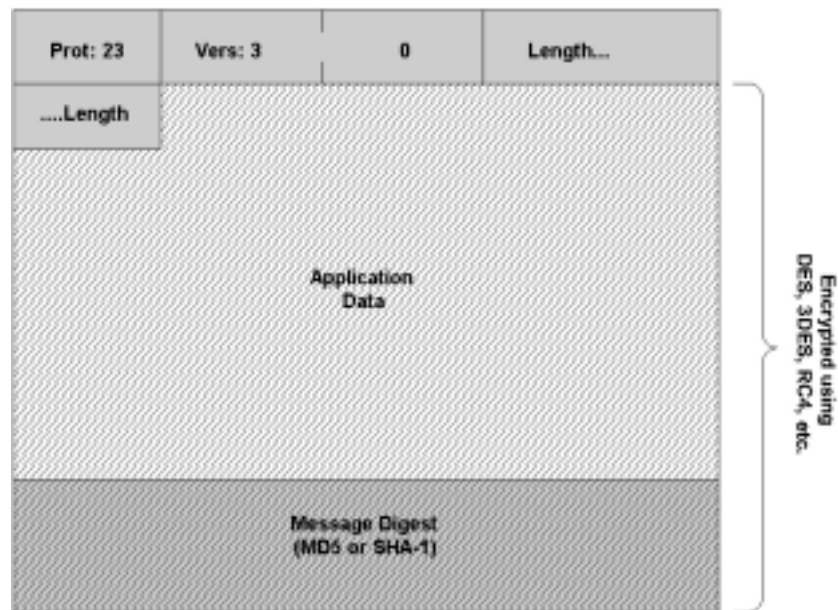 Prot: 23
Vers: 3
0
Length...
....Length
Application
Data
Message Digest
(MD5 or SHA-1)
Encrypted using
DES, 3DES, RC4, etc.